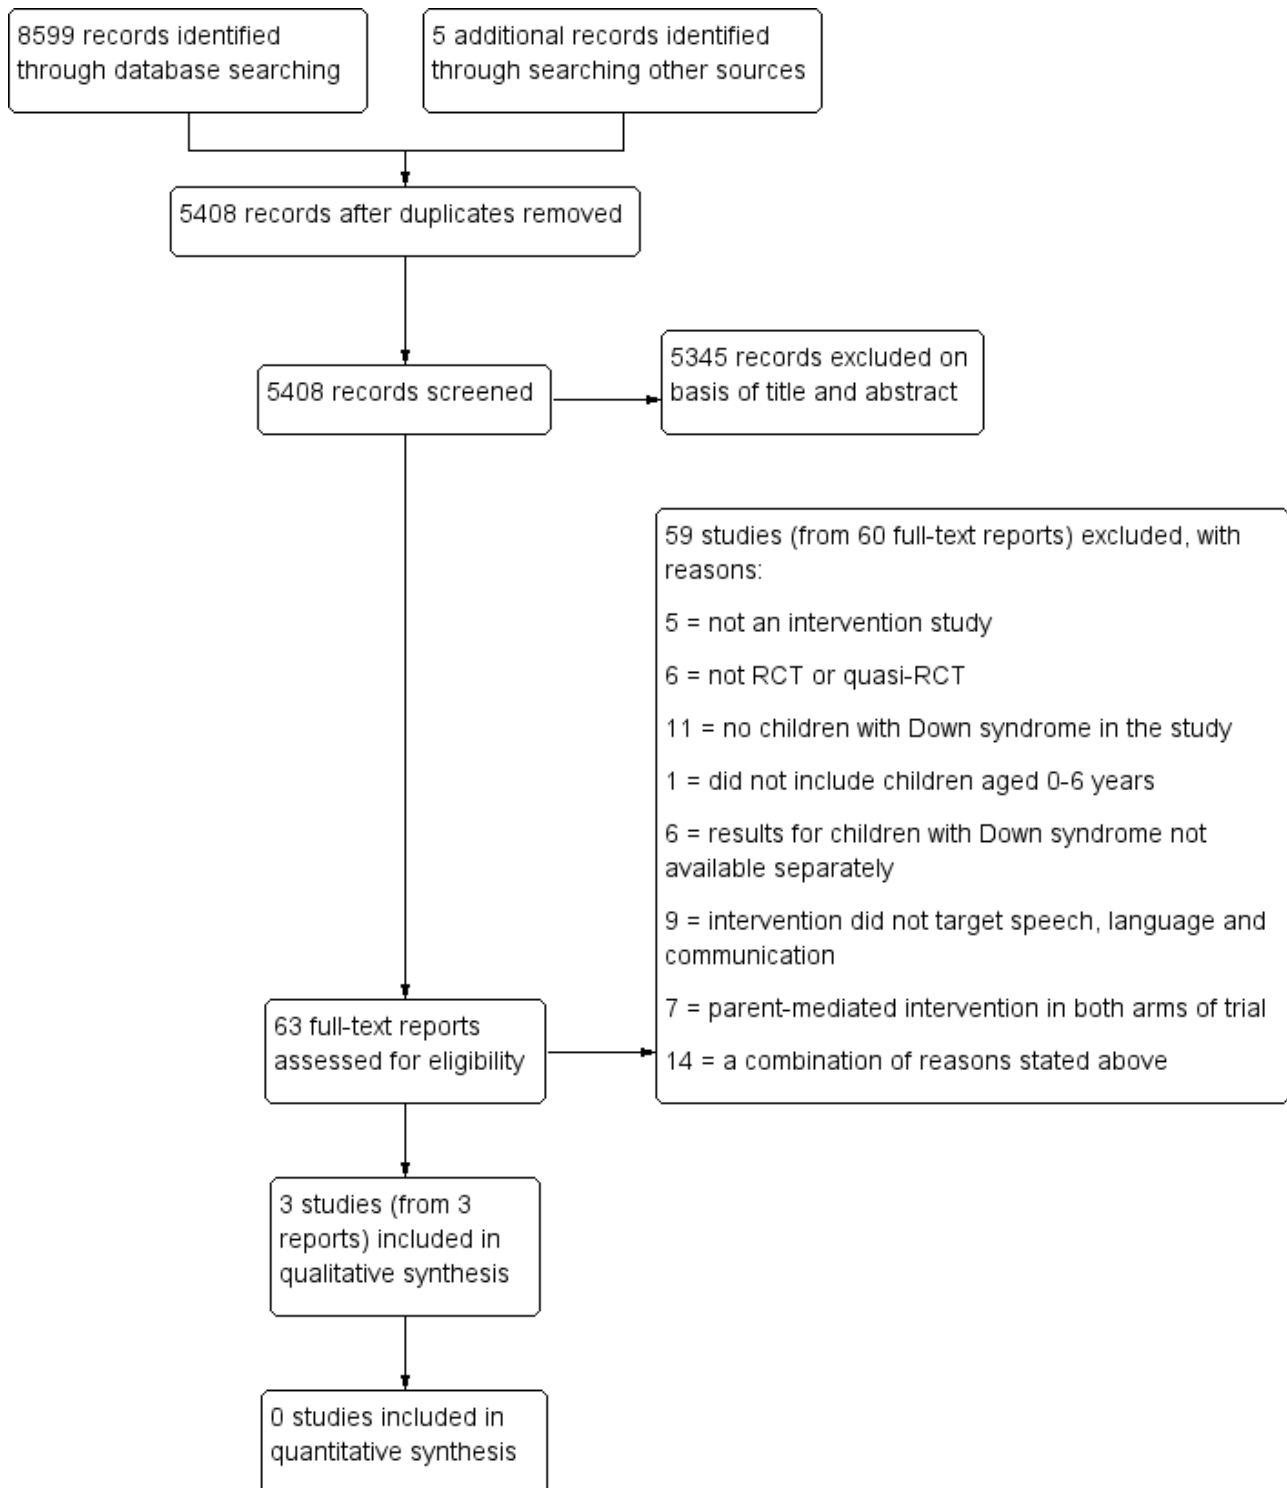 8599 records identified
through database searching
5 additional records identified
through searching other sources
5408 records after duplicates removed
5408 records screened
5345 records excluded on
basis of title and abstract
63 full-text reports
assessed for eligibility
59 studies (from 60 full-text reports) excluded, with
reasons:
5 = not an intervention study
6 = not RCT or quasi-RCT
11 = no children with Down syndrome in the study
1 = did not include children aged 0-6 years
6 = results for children with Down syndrome not
available separately
9 = intervention did not target speech, language and
communication
7 = parent-mediated intervention in both arms of trial
14 = a combination of reasons stated above
3 studies (from 3
reports) included in
qualitative synthesis
0 studies included in
quantitative synthesis